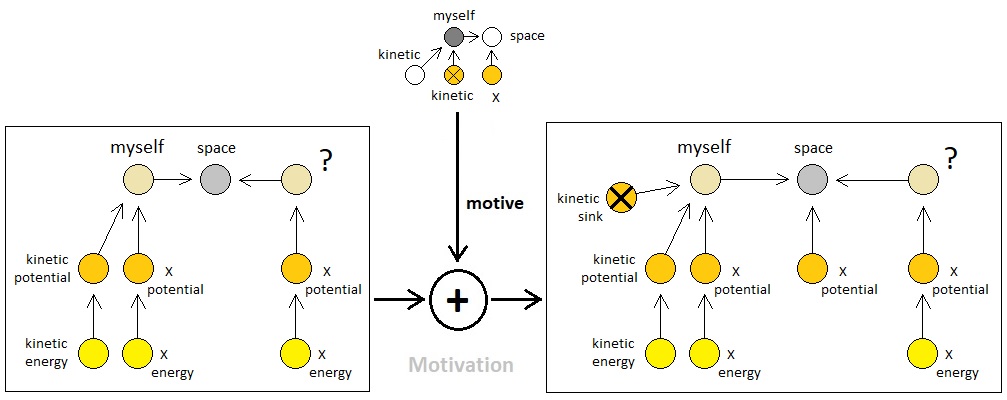 myself
space
kinetic
kinetic
X
motive
+
Motivation
myself
space
?
kinetic
potential
X
potential
X
potential
kinetic
energy
X
energy
X
energy
myself
space
?
kinetic
sink
kinetic
potential
X
potential
X
potential
X
potential
kinetic
energy
X
energy
X
energy